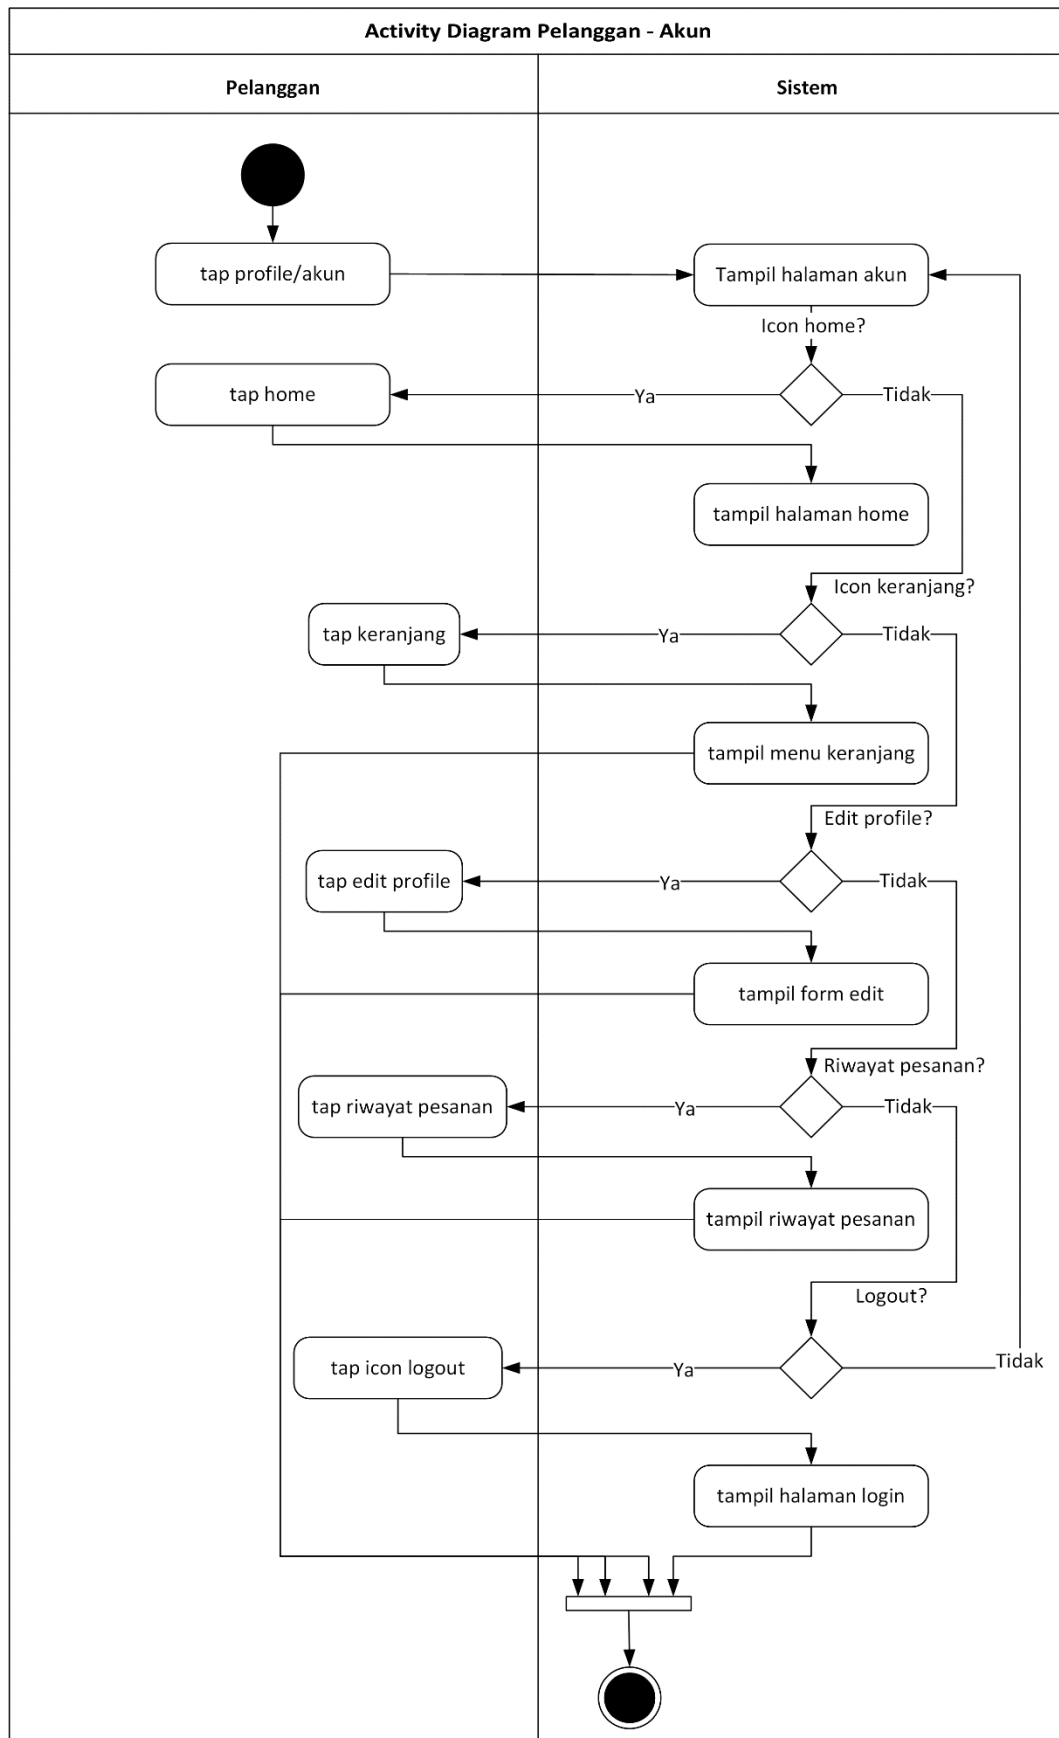 Activity Diagram Pelanggan - Akun
Pelanggan
Sistem
tap profile/akun
Tampil halaman akun
Icon home?
tap home
Ya
Tidak
tampil halaman home
Icon keranjang?
tap keranjang
Ya
Tidak
tampil menu keranjang
Edit profile?
tap edit profile
Ya
Tidak
tampil form edit
Riwayat pesanan?
tap riwayat pesanan
Ya
Tidak
tampil riwayat pesanan
Logout?
tap icon logout
Ya
Tidak
tampil halaman login